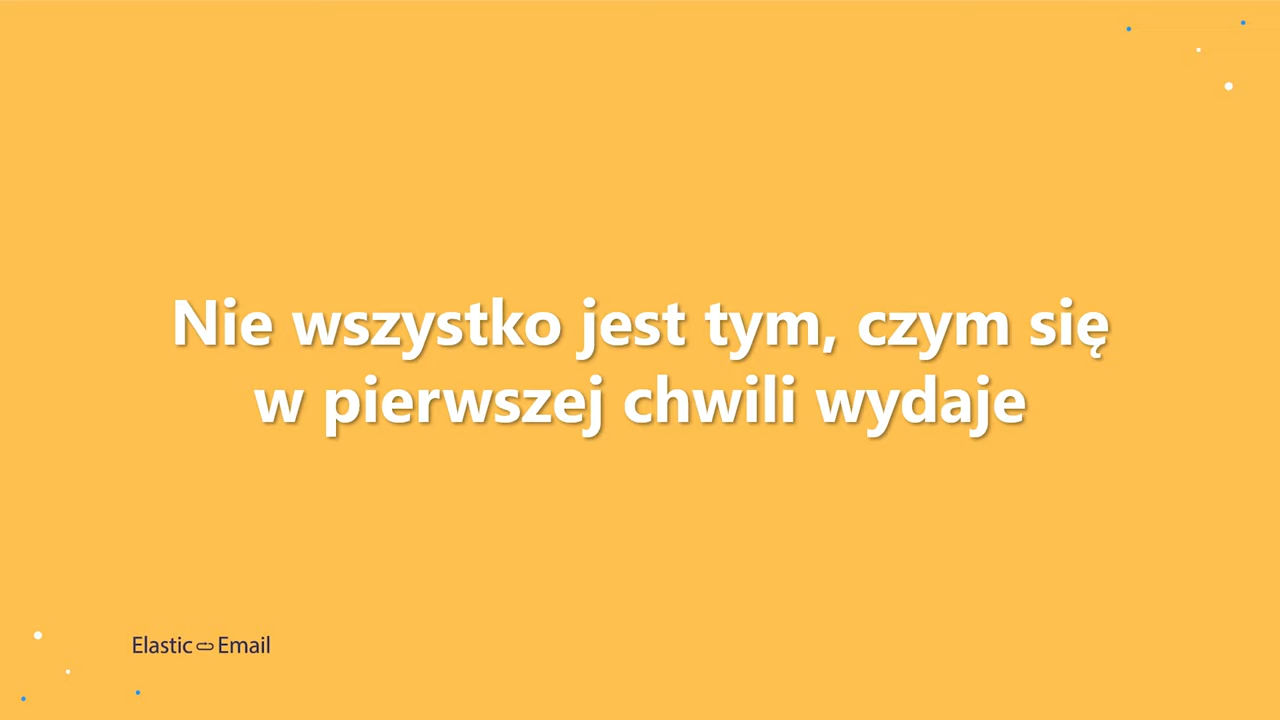 Nie wszystko jest tym, czym się
w pierwszej chwili wydaje
Elastic Email